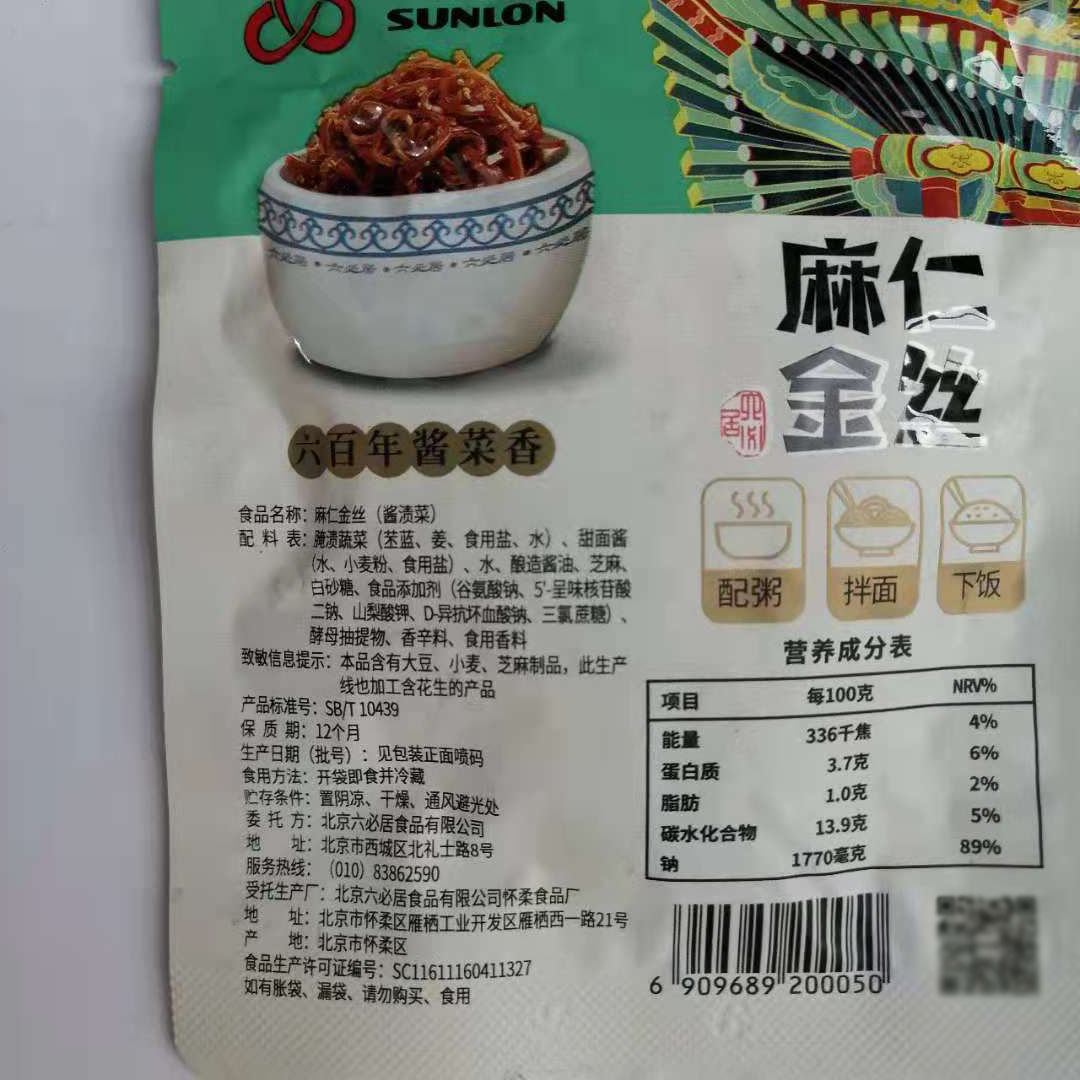 SUNLON
六必居 六必居 六必居 六必居
麻仁
金丝
六必居
六百年酱菜香
配粥
拌面
下饭
食品名称：麻仁金丝（酱渍菜）
配 料 表：腌渍蔬菜（苤蓝、姜、食用盐、水）、甜面酱
（水、小麦粉、食用盐）、水、酿造酱油、芝麻、
白砂糖、食品添加剂（谷氨酸钠、5'-呈味核苷酸
二钠、山梨酸钾、D-异抗坏血酸钠、三氯蔗糖）、
酵母抽提物、香辛料、食用香料
致敏信息提示：本品含有大豆、小麦、芝麻制品，此生产
线也加工含花生的产品
产品标准号：SB/T 10439
保 质 期：12个月
生产日期（批号）：见包装正面喷码
食用方法：开袋即食并冷藏
贮存条件：置阴凉、干燥、通风避光处
委 托 方：北京六必居食品有限公司
地 址：北京市西城区北礼士路8号
服务热线：（010）83862590
受托生产厂：北京六必居食品有限公司怀柔食品厂
地 址：北京市怀柔区雁栖工业开发区雁栖西一路21号
产 地：北京市怀柔区
食品生产许可证编号：SC11611160411327
如有胀袋、漏袋、请勿购买、食用
营养成分表
项目 每100克 NRV%
能量 336千焦 4%
蛋白质 3.7克 6%
脂肪 1.0克 2%
碳水化合物 13.9克 5%
钠 1770毫克 89%
6 909689 200050